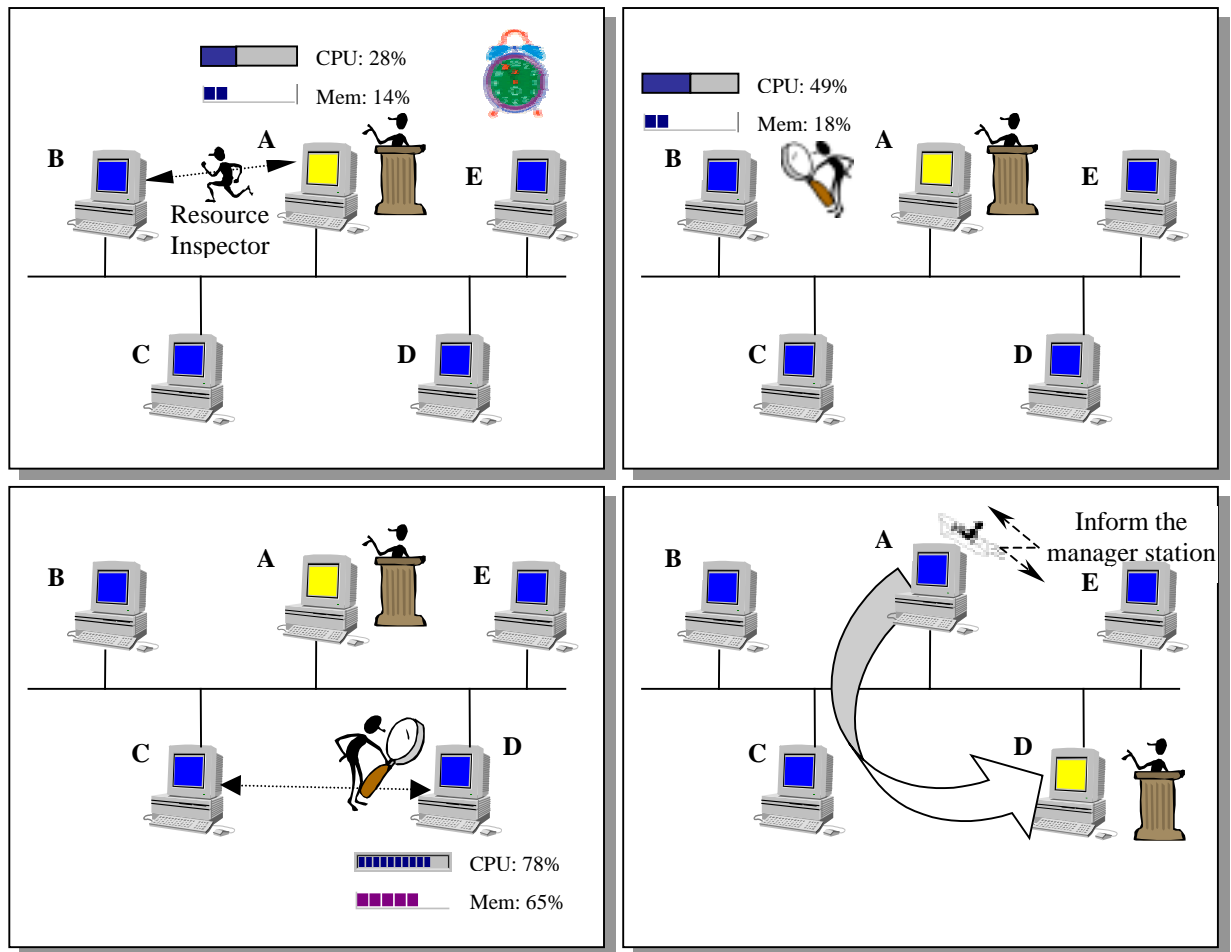 CPU: 28%
Mem: 14%
A
B
E
Resource
Inspector
C
D
CPU: 49%
Mem: 18%
A
B
E
C
D
A
B
E
C
D
CPU: 78%
Mem: 65%
Inform the
manager station
A
B
E
C
D